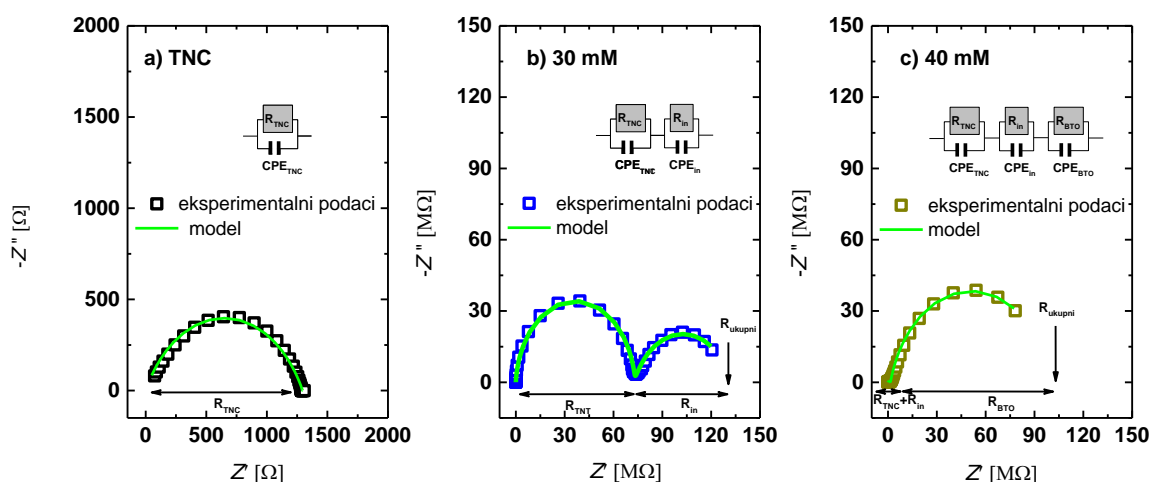 a) TNC
R_TNC
CPE_TNC
eksperimentalni podaci
model
R_TNC
-Z'' [Ω]
2000
1500
1000
500
0
0 500 1000 1500 2000
Z' [Ω]
b) 30 mM
R_TNC R_in
CPE_TNC CPE_in
eksperimentalni podaci
model
R_ukupni
R_TNT R_in
-Z'' [MΩ]
150
120
90
60
30
0
0 30 60 90 120 150
Z' [MΩ]
c) 40 mM
R_TNC R_in R_BTO
CPE_TNC CPE_in CPE_BTO
eksperimentalni podaci
model
R_ukupni
R_TNC+R_in R_BTO
-Z'' [MΩ]
150
120
90
60
30
0
0 30 60 90 120 150
Z' [MΩ]